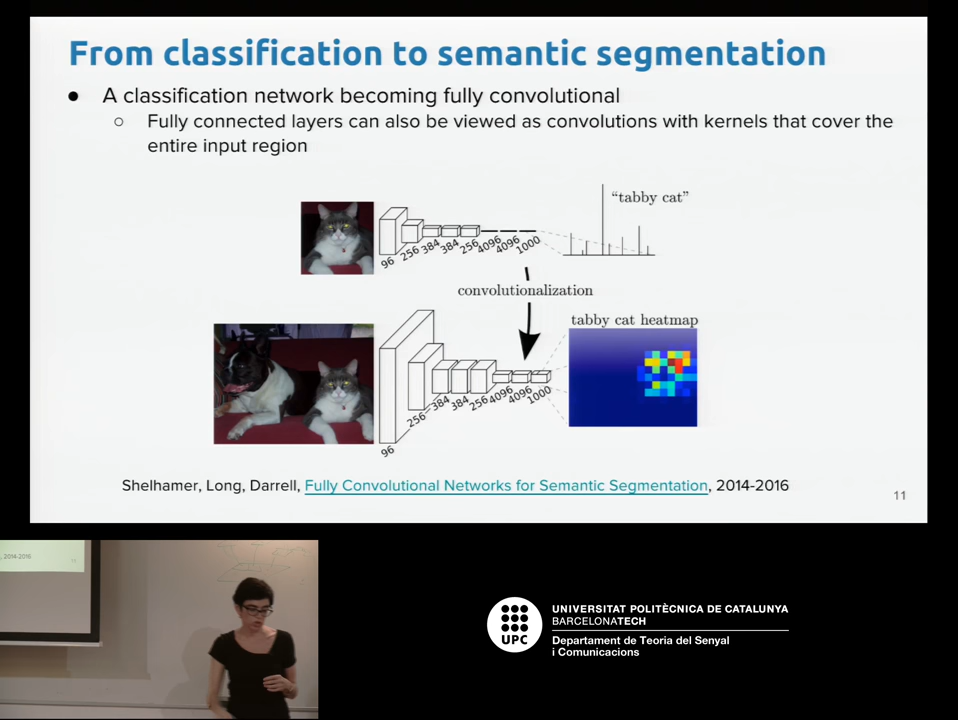 From classification to semantic segmentation
● A classification network becoming fully convolutional
○ Fully connected layers can also be viewed as convolutions with kernels that cover the
entire input region
"tabby cat"
96 256 384 384 256 4096 4096 1000
convolutionalization
tabby cat heatmap
96 256 384 384 256 4096 4096 1000
Shelhamer, Long, Darrell, Fully Convolutional Networks for Semantic Segmentation, 2014-2016
11
, 2014-2016
UPC
UNIVERSITAT POLITÈCNICA DE CATALUNYA
BARCELONATECH
Departament de Teoria del Senyal
i Comunicacions